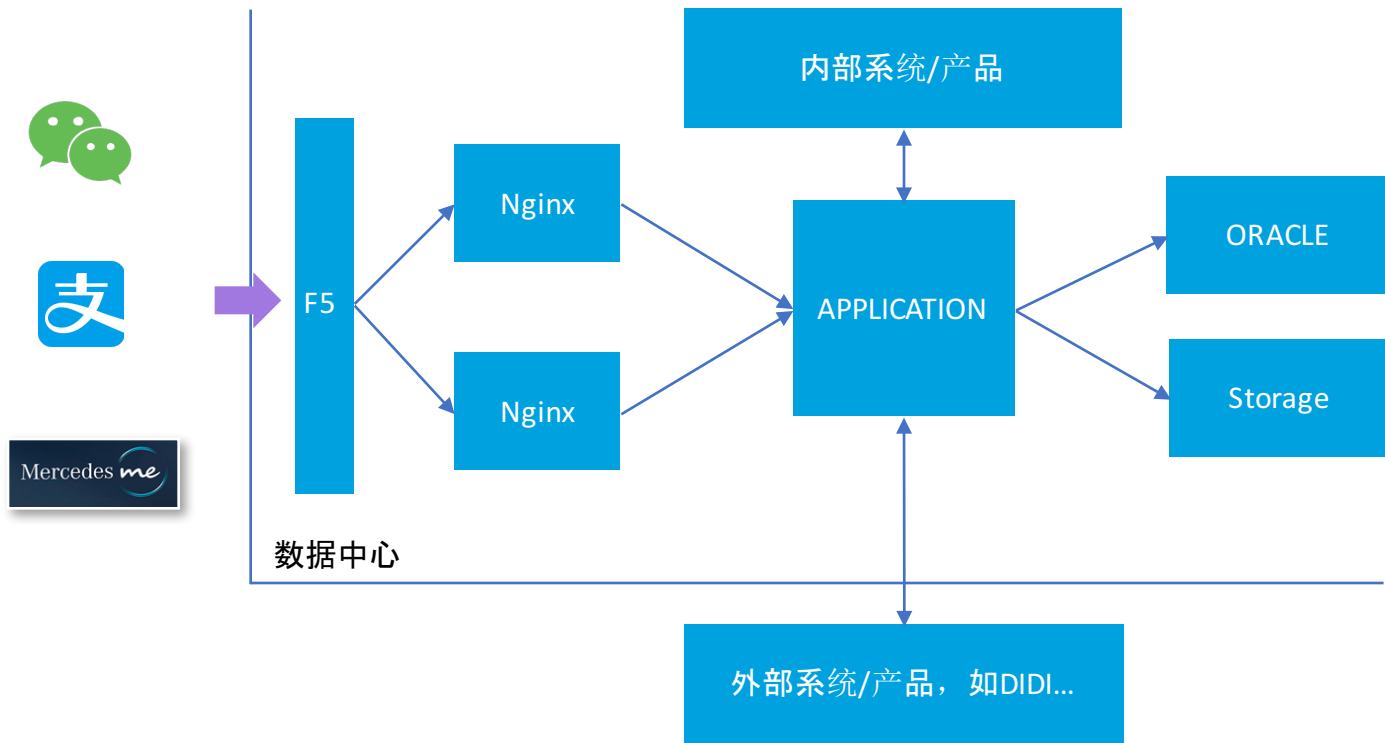 内部系统/产品
Nginx
ORACLE
F5
APPLICATION
支
Nginx
Storage
Mercedes me
数据中心
外部系统/产品，如DIDI...